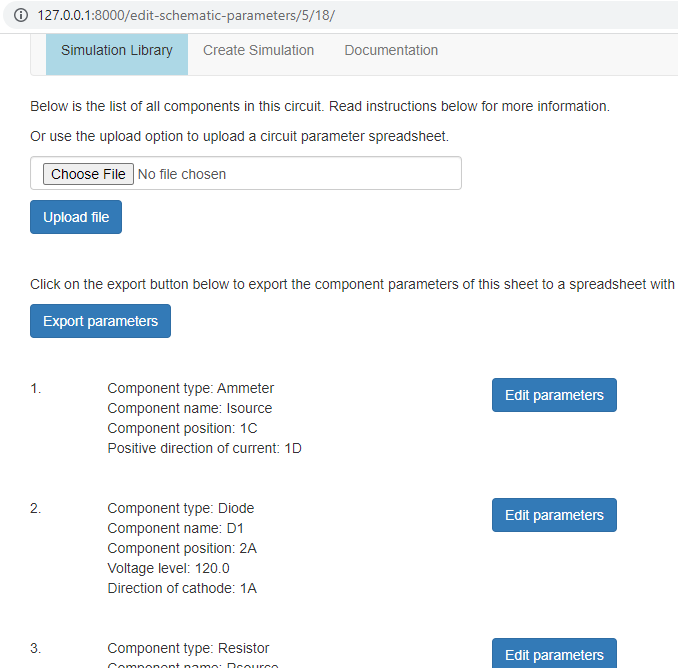 127.0.0.1:8000/edit-schematic-parameters/5/18/
Simulation Library Create Simulation Documentation
Below is the list of all components in this circuit. Read instructions below for more information.
Or use the upload option to upload a circuit parameter spreadsheet.
Choose File No file chosen
Upload file
Click on the export button below to export the component parameters of this sheet to a spreadsheet with
Export parameters
1. Component type: Ammeter Edit parameters
Component name: Isource
Component position: 1C
Positive direction of current: 1D
2. Component type: Diode Edit parameters
Component name: D1
Component position: 2A
Voltage level: 120.0
Direction of cathode: 1A
3. Component type: Resistor Edit parameters
Component name: Rsource